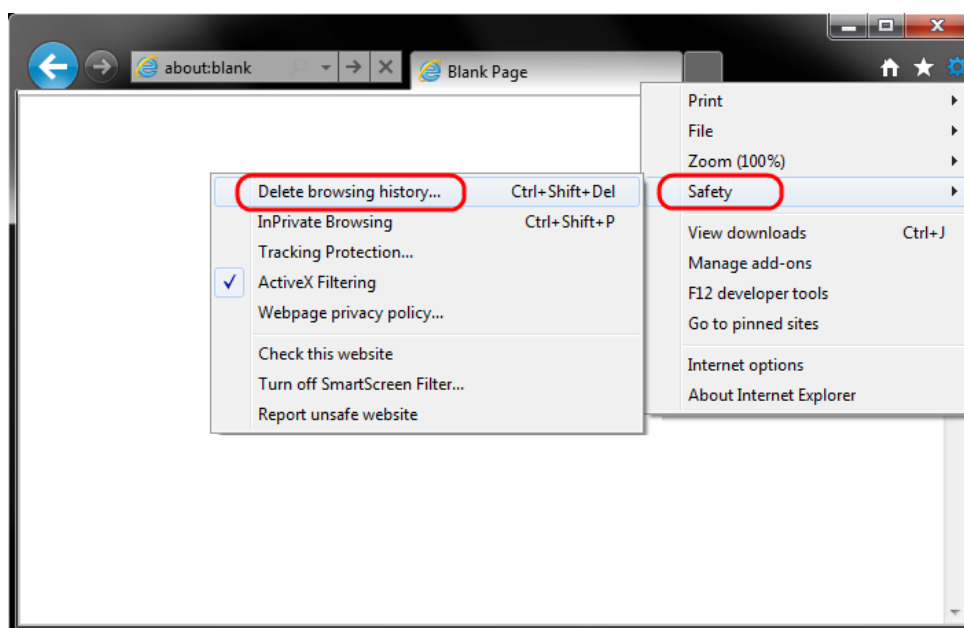 about:blank
Blank Page
Print
File
Zoom (100%)
Safety
View downloads Ctrl+J
Manage add-ons
F12 developer tools
Go to pinned sites
Internet options
About Internet Explorer
Delete browsing history... Ctrl+Shift+Del
InPrivate Browsing Ctrl+Shift+P
Tracking Protection...
ActiveX Filtering
Webpage privacy policy...
Check this website
Turn off SmartScreen Filter...
Report unsafe website